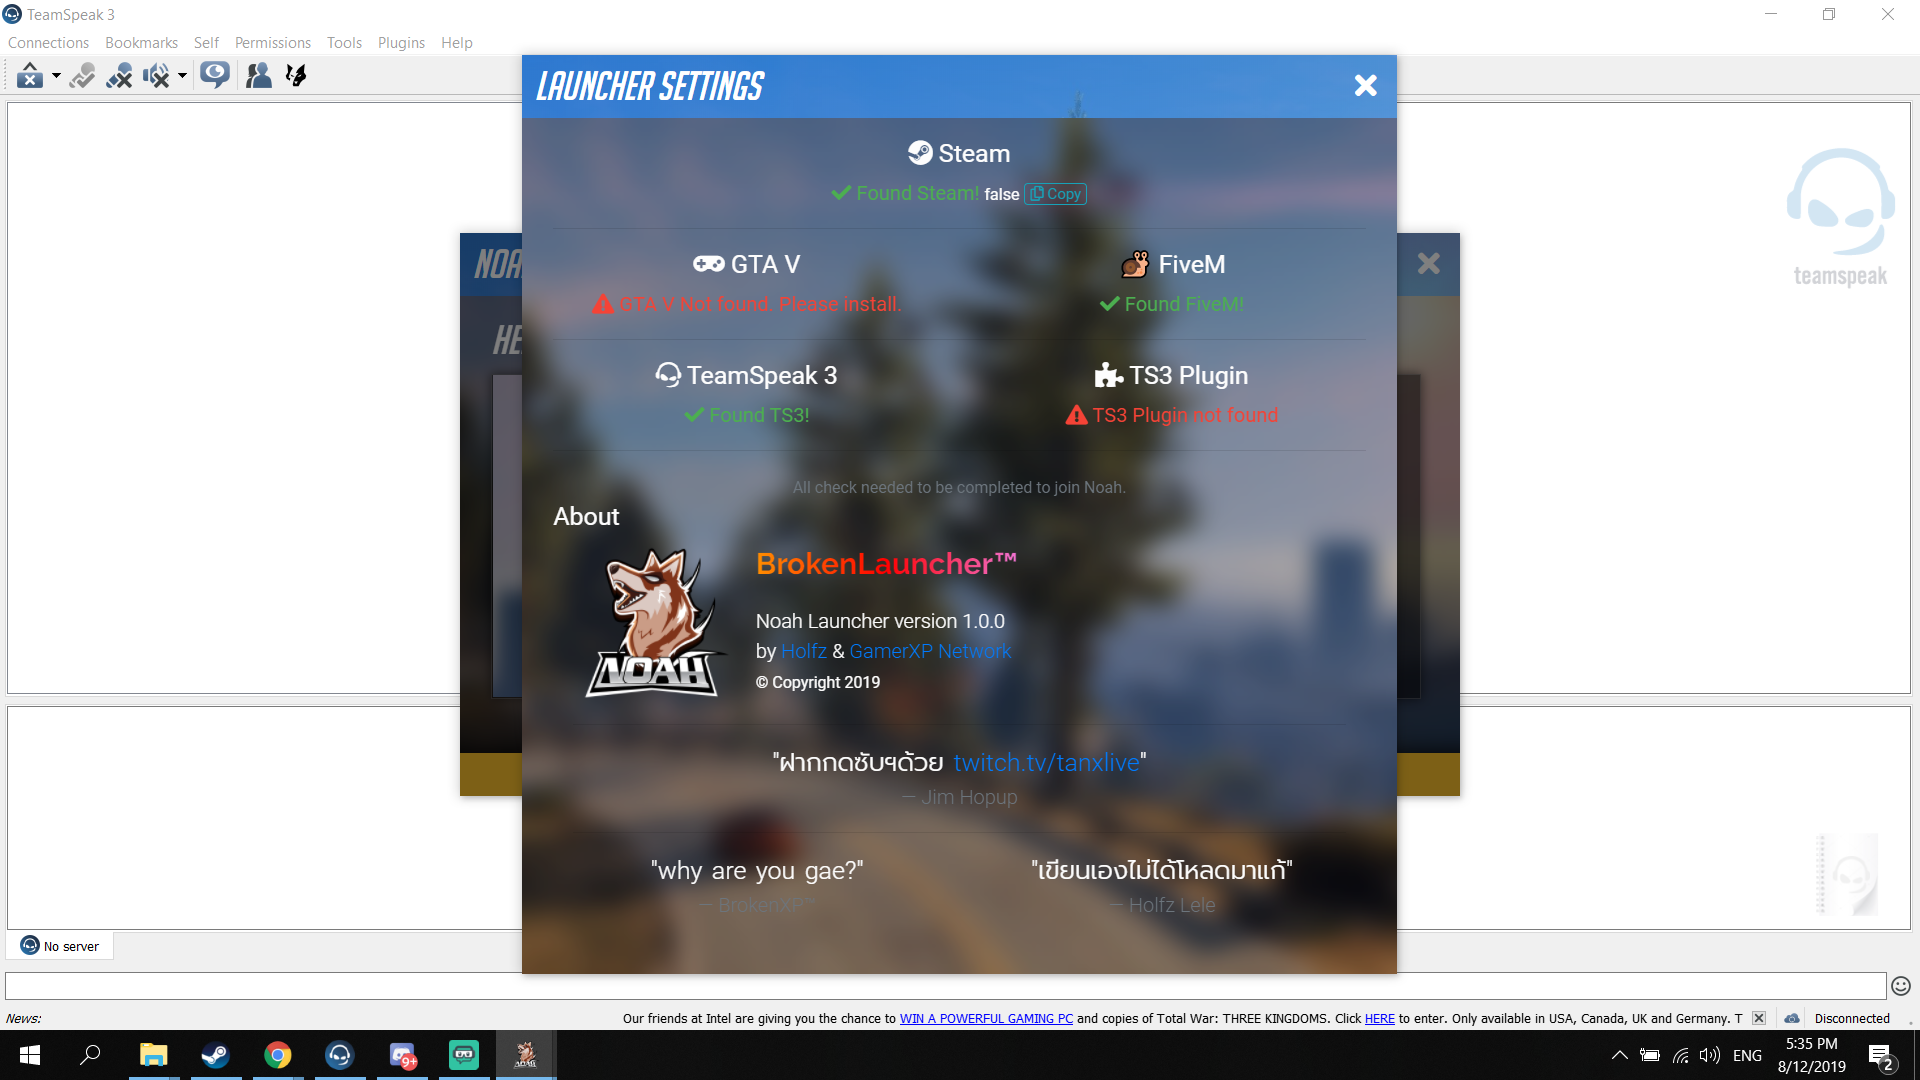 TeamSpeak 3
Connections Bookmarks Self Permissions Tools Plugins Help
LAUNCHER SETTINGS
Steam
Found Steam! false Copy
teamspeak
NOA
GTA V
FiveM
GTA V Not found. Please install.
Found FiveM!
HE
TeamSpeak 3
TS3 Plugin
Found TS3!
TS3 Plugin not found
All check needed to be completed to join Noah.
About
BrokenLauncher™
NOAH
Noah Launcher version 1.0.0
by Holfz & GamerXP Network
© Copyright 2019
"ฝากกดซับฯด้วย twitch.tv/tanxlive"
— Jim Hopup
"why are you gae?"
— BrokenXP™
"เขียนเองไม่ได้โหลดมาแก้"
— Holfz Lele
No server
News:
Our friends at Intel are giving you the chance to WIN A POWERFUL GAMING PC and copies of Total War: THREE KINGDOMS. Click HERE to enter. Only available in USA, Canada, UK and Germany. T
Disconnected
9+
ENG
5:35 PM
8/12/2019
2